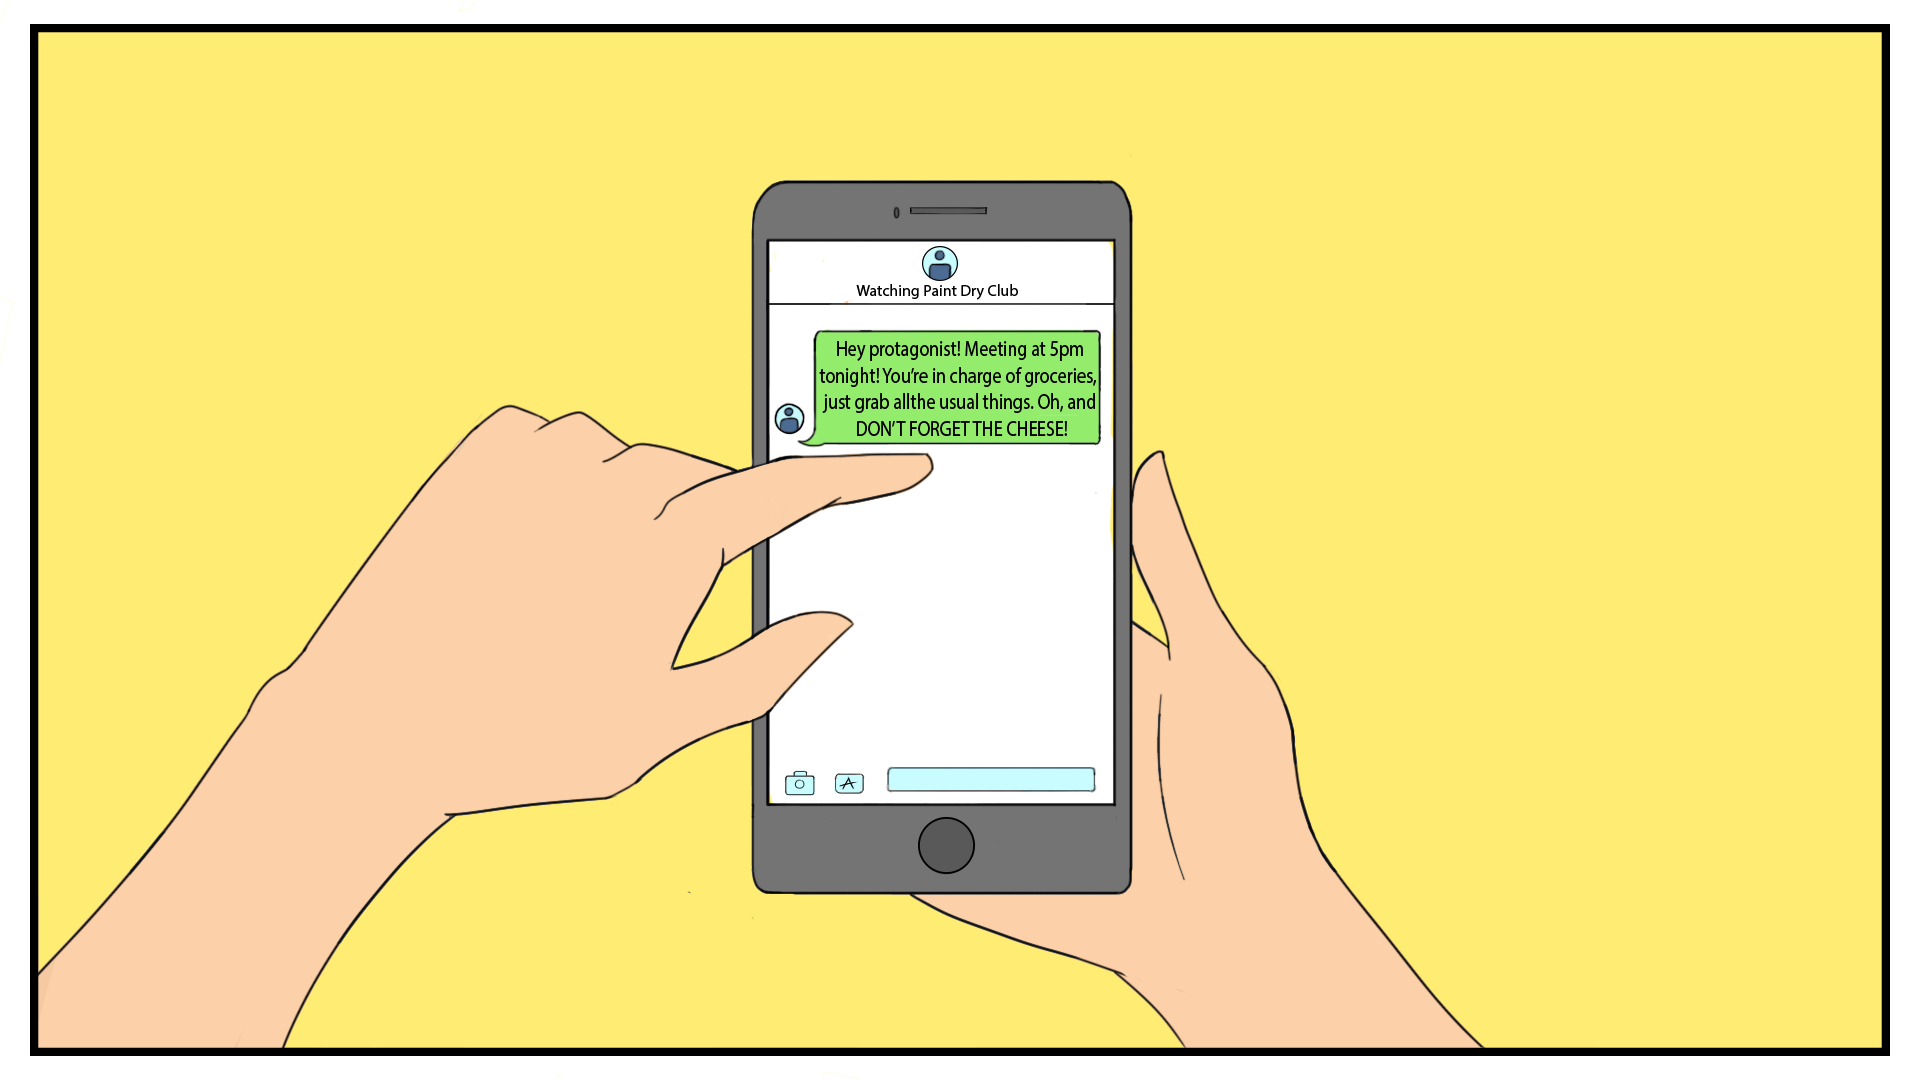 Watching Paint Dry Club
Hey protagonist! Meeting at 5pm
tonight! You’re in charge of groceries,
just grab allthe usual things. Oh, and
DON’T FORGET THE CHEESE!